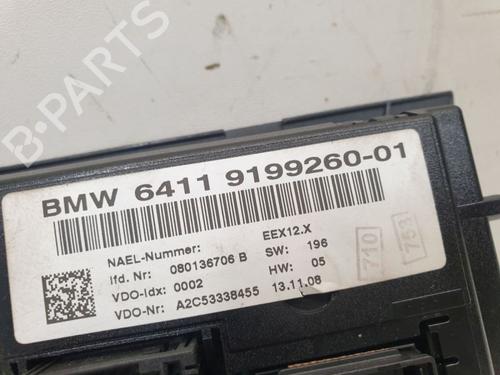 B-PARTS
BMW 6411 9199260-01
NAEL-Nummer: EEX12.X
lfd. Nr: 080136706 B SW: 196
VDO-Idx: 0002 HW: 05
VDO-Nr: A2C53338455 13.11.08
710
753